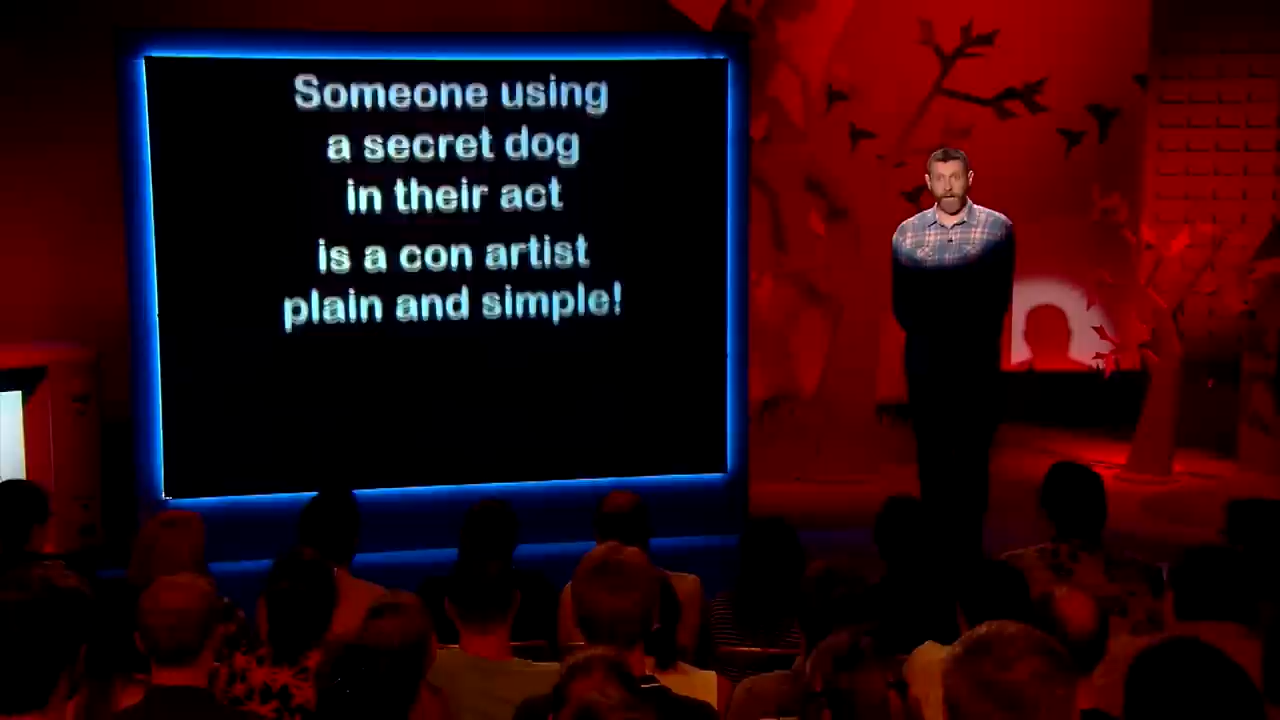 Someone using
a secret dog
in their act
is a con artist
plain and simple!